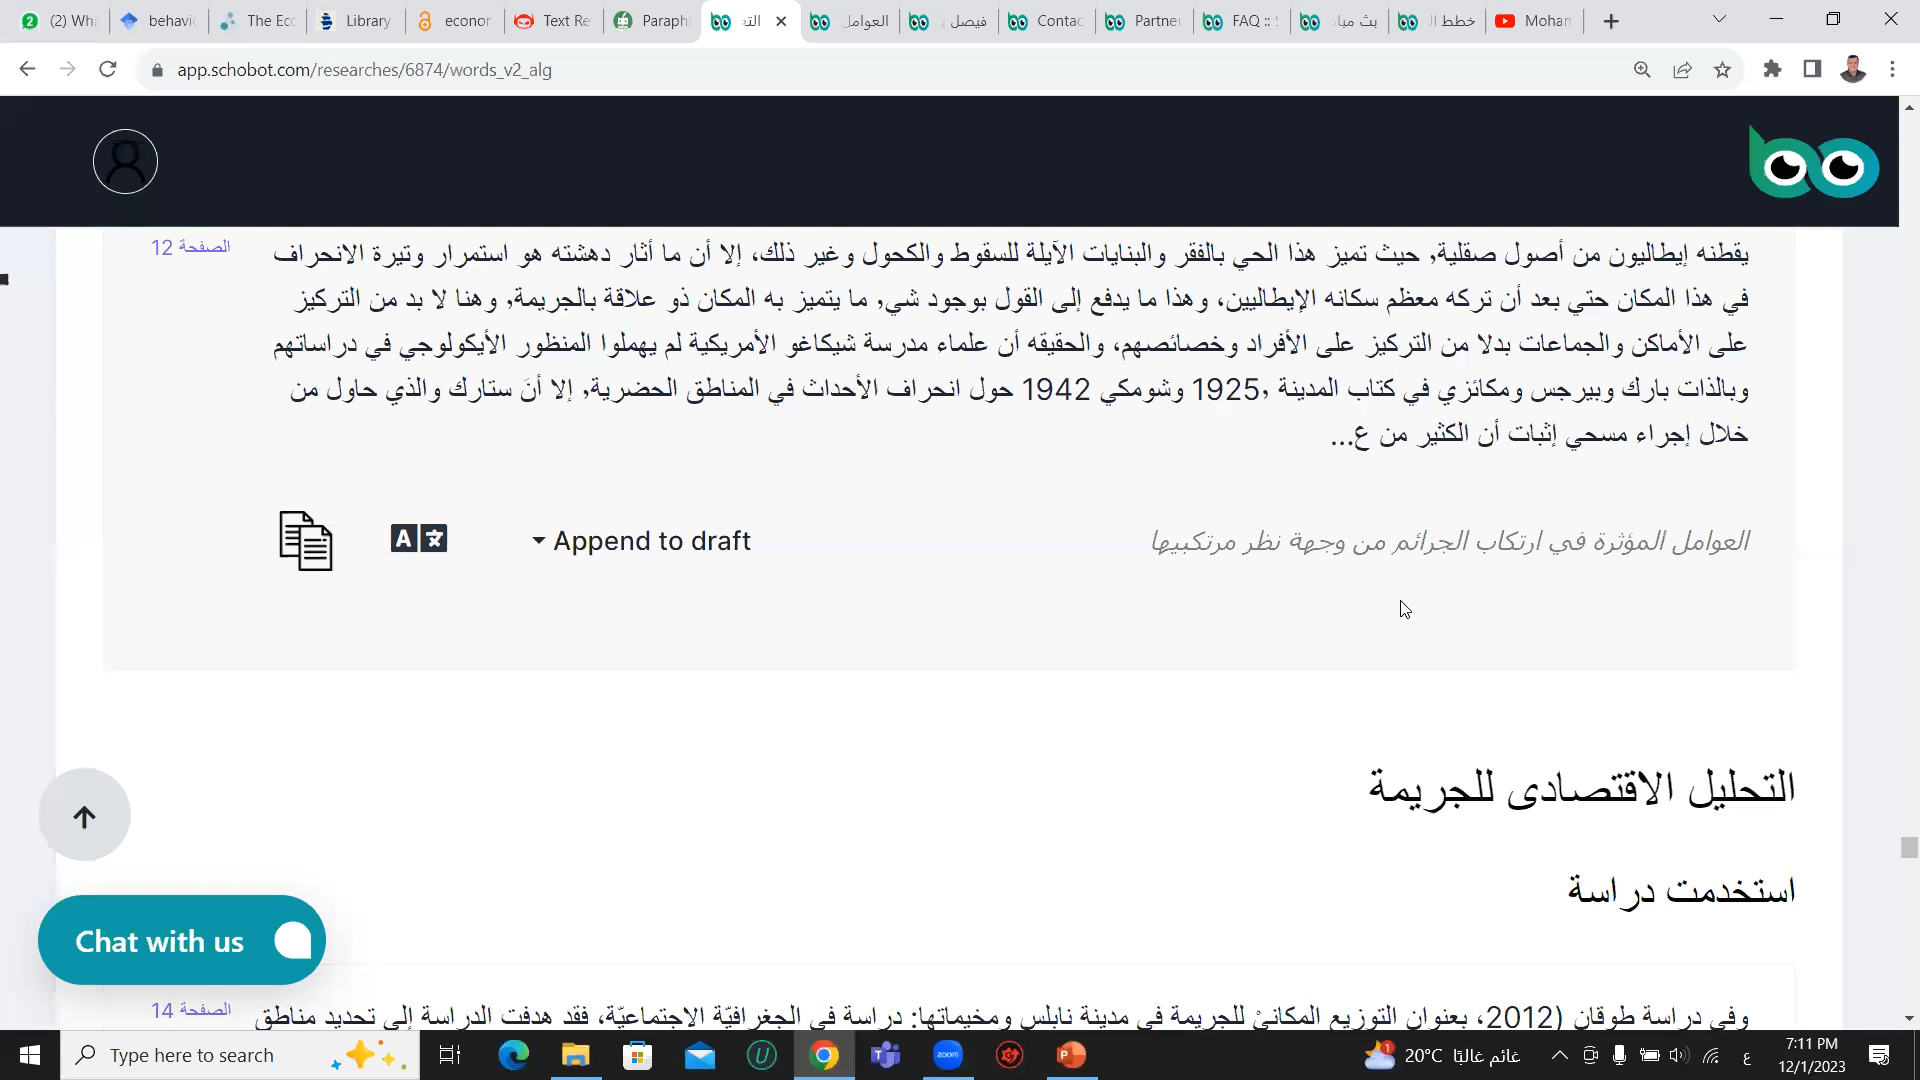 (2) Wha
behavi
The Ecc
Library
econor
Text Re
Paraphr
التح
العوامل
فيصل
Contac
Partner
FAQ ::
بث مبا
خطط ا
Moham
app.schobot.com/researches/6874/words_v2_alg
الصفحة 12
يقطنه إيطاليون من أصول صقلية, حيث تميز هذا الحي بالفقر والبنايات الآيلة للسقوط والكحول وغير ذلك، إلا أن ما أثار دهشته هو استمرار وتيرة الانحراف
في هذا المكان حتي بعد أن تركه معظم سكانه الإيطاليين، وهذا ما يدفع إلى القول بوجود شي, ما يتميز به المكان ذو علاقة بالجريمة, وهنا لا بد من التركيز
على الأماكن والجماعات بدلا من التركيز على الأفراد وخصائصهم، والحقيقه أن علماء مدرسة شيكاغو الأمريكية لم يهملوا المنظور الأيكولوجي في دراساتهم
وبالذات بارك وبيرجس ومكائزي في كتاب المدينة ,1925 وشومكي 1942 حول انحراف الأحداث في المناطق الحضرية, إلا أنَ ستارك والذي حاول من
خلال إجراء مسحي إثبات أن الكثير من ع...
العوامل المؤثرة في ارتكاب الجرائم من وجهة نظر مرتكبيها
Append to draft
التحليل الاقتصادى للجريمة
استخدمت دراسة
Chat with us
الصفحة 14
وفي دراسة طوقان (2012، بعنوان التوزيع المكانيْ للجريمة في مدينة نابلس ومخيماتها: دراسة في الجغرافيّة الاجتماعيّة، فقد هدفت الدراسة إلى تحديد مناطق
Type here to search
20°C غائم غالبًا
ع
7:11 PM
12/1/2023